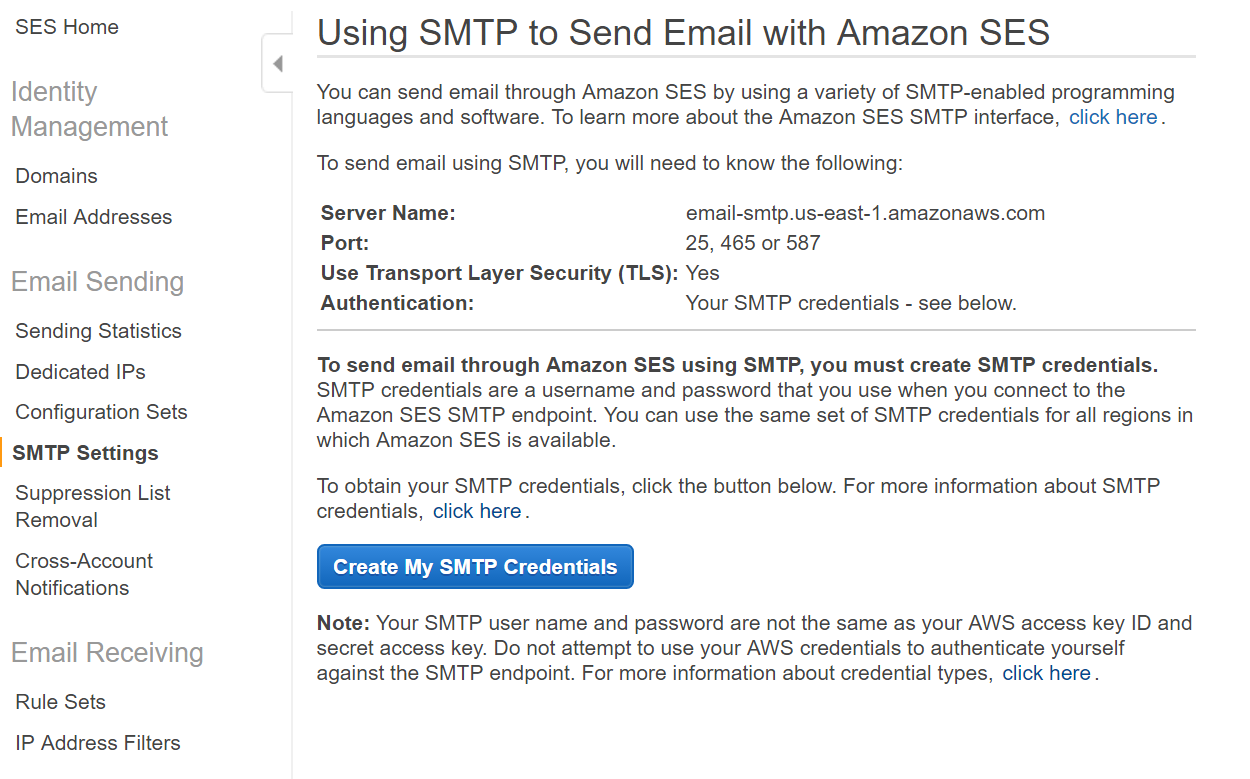 SES Home
Identity
Management
Domains
Email Addresses
Email Sending
Sending Statistics
Dedicated IPs
Configuration Sets
SMTP Settings
Suppression List
Removal
Cross-Account
Notifications
Email Receiving
Rule Sets
IP Address Filters
Using SMTP to Send Email with Amazon SES
You can send email through Amazon SES by using a variety of SMTP-enabled programming
languages and software. To learn more about the Amazon SES SMTP interface, click here.
To send email using SMTP, you will need to know the following:
Server Name: email-smtp.us-east-1.amazonaws.com
Port: 25, 465 or 587
Use Transport Layer Security (TLS): Yes
Authentication: Your SMTP credentials - see below.
To send email through Amazon SES using SMTP, you must create SMTP credentials.
SMTP credentials are a username and password that you use when you connect to the
Amazon SES SMTP endpoint. You can use the same set of SMTP credentials for all regions in
which Amazon SES is available.
To obtain your SMTP credentials, click the button below. For more information about SMTP
credentials, click here.
Create My SMTP Credentials
Note: Your SMTP user name and password are not the same as your AWS access key ID and
secret access key. Do not attempt to use your AWS credentials to authenticate yourself
against the SMTP endpoint. For more information about credential types, click here.